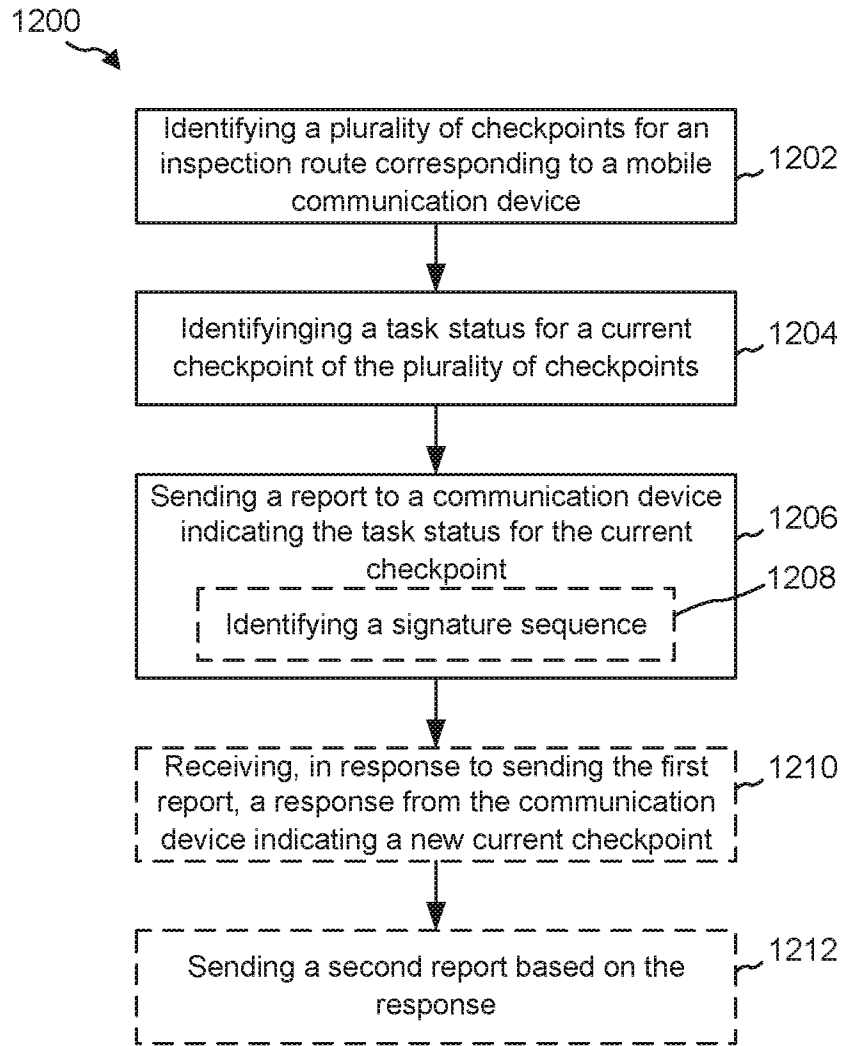 1200
Identifying a plurality of checkpoints for an
inspection route corresponding to a mobile
communication device
1202
Identifyinging a task status for a current
checkpoint of the plurality of checkpoints
1204
Sending a report to a communication device
indicating the task status for the current
checkpoint
1206
1208
Identifying a signature sequence
Receiving, in response to sending the first
report, a response from the communication
device indicating a new current checkpoint
1210
Sending a second report based on the
response
1212